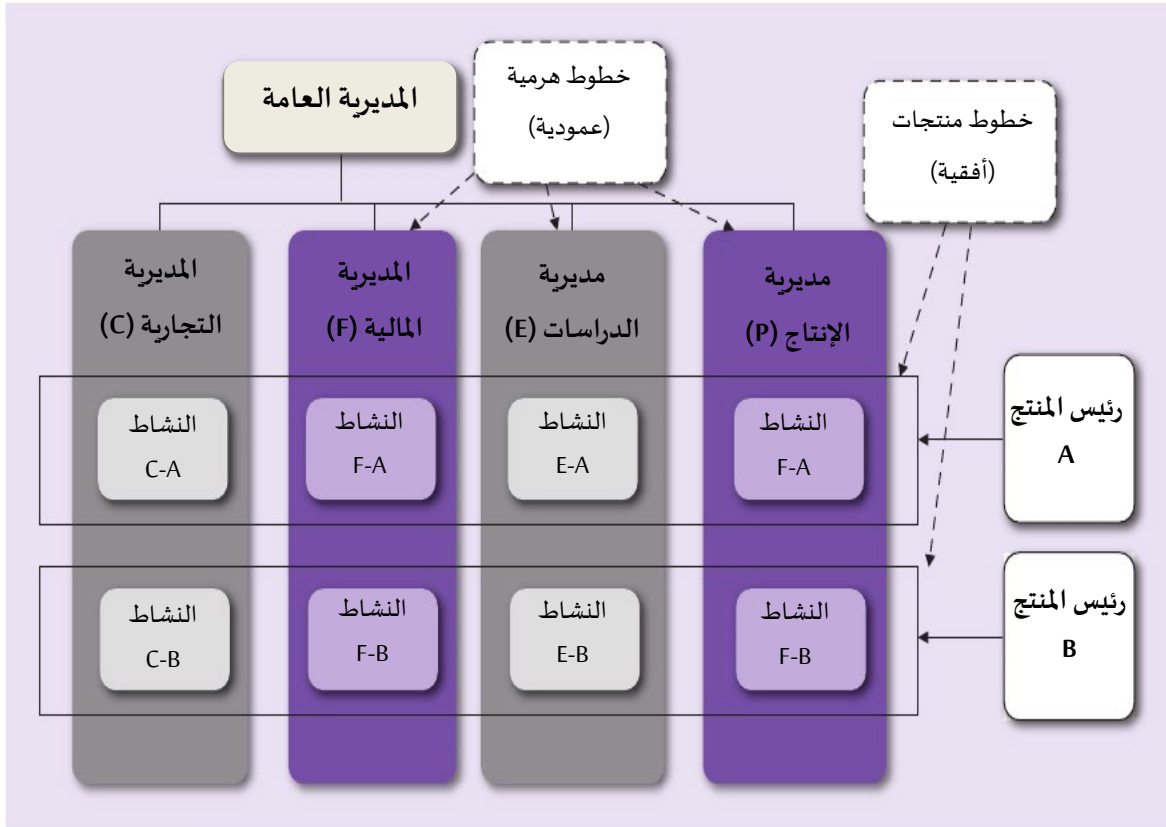 المديرية العامة
خطوط هرمية
(عمودية)
خطوط منتجات
(أفقية)
مديرية
الإنتاج (P)
مديرية
الدراسات (E)
المديرية
المالية (F)
المديرية
التجارية (C)
رئيس المنتج
A
النشاط
F-A
النشاط
E-A
النشاط
F-A
النشاط
C-A
رئيس المنتج
B
النشاط
F-B
النشاط
E-B
النشاط
F-B
النشاط
C-B